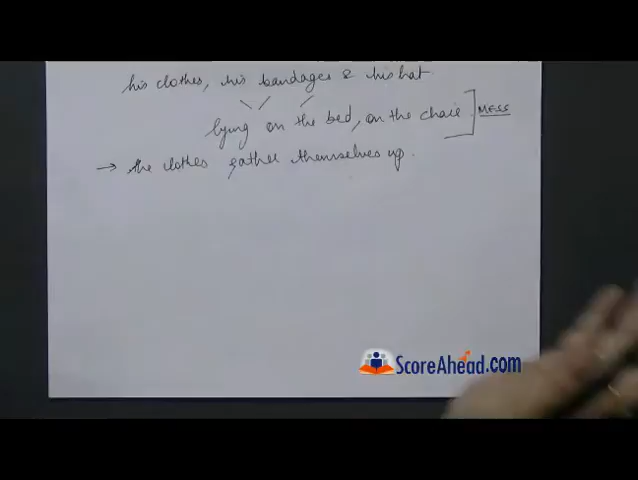 his clothes, his bandages & his hat
lying on the bed, on the chair ] MESS
→ the clothes gather themselves up.
ScoreAhead.com